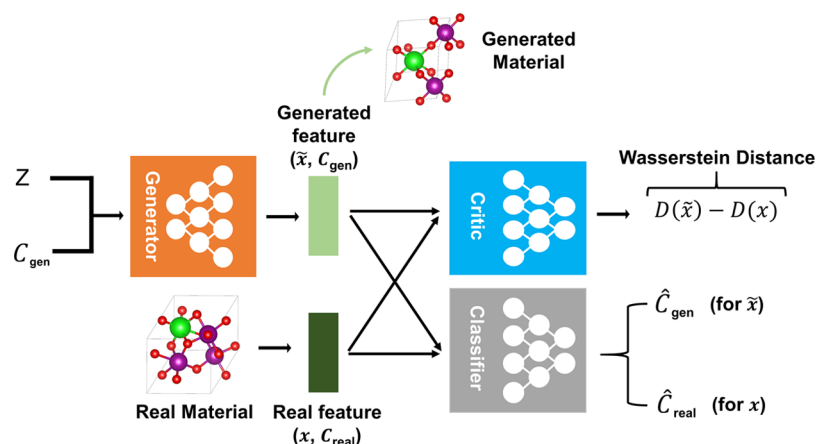 Generated
Material
Generated
feature
(x̃, C_gen)
Z
C_gen
Generator
Critic
Wasserstein Distance
D(x̃) − D(x)
Classifier
Ĉ_gen (for x̃)
Ĉ_real (for x)
Real Material
Real feature
(x, C_real)